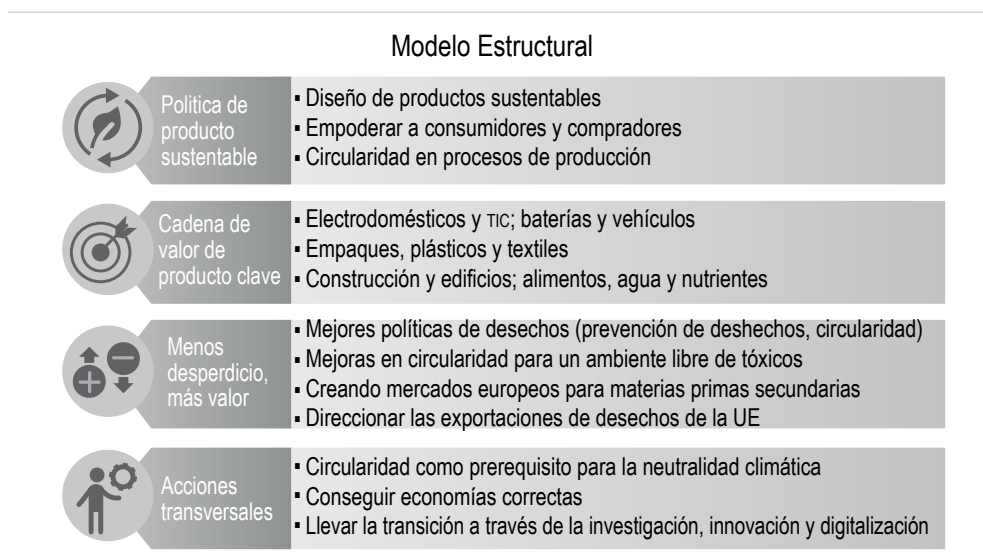 Modelo Estructural
Politica de
producto
sustentable
▪ Diseño de productos sustentables
▪ Empoderar a consumidores y compradores
▪ Circularidad en procesos de producción
Cadena de
valor de
producto clave
▪ Electrodomésticos y TIC; baterías y vehículos
▪ Empaques, plásticos y textiles
▪ Construcción y edificios; alimentos, agua y nutrientes
Menos
desperdicio,
más valor
▪ Mejores políticas de desechos (prevención de deshechos, circularidad)
▪ Mejoras en circularidad para un ambiente libre de tóxicos
▪ Creando mercados europeos para materias primas secundarias
▪ Direccionar las exportaciones de desechos de la UE
Acciones
transversales
▪ Circularidad como prerequisito para la neutralidad climática
▪ Conseguir economías correctas
▪ Llevar la transición a través de la investigación, innovación y digitalización